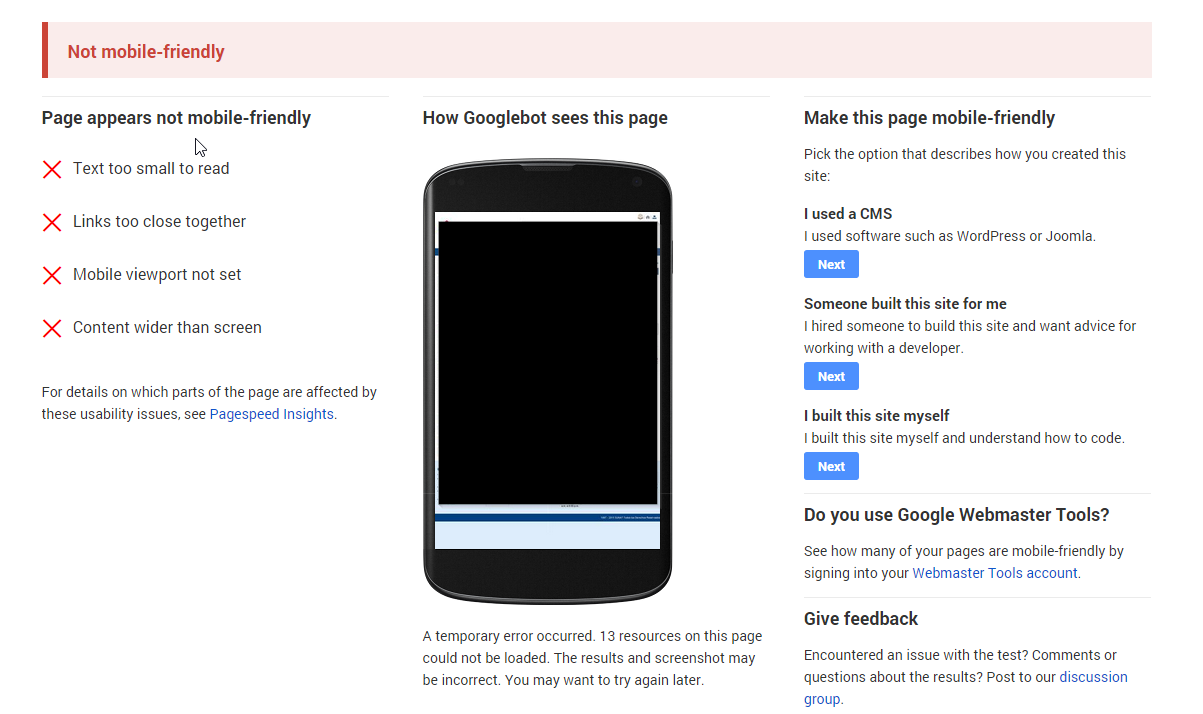 Not mobile-friendly
Page appears not mobile-friendly
Text too small to read
Links too close together
Mobile viewport not set
Content wider than screen
For details on which parts of the page are affected by
these usability issues, see Pagespeed Insights.
How Googlebot sees this page
A temporary error occurred. 13 resources on this page
could not be loaded. The results and screenshot may
be incorrect. You may want to try again later.
Make this page mobile-friendly
Pick the option that describes how you created this
site:
I used a CMS
I used software such as WordPress or Joomla.
Next
Someone built this site for me
I hired someone to build this site and want advice for
working with a developer.
Next
I built this site myself
I built this site myself and understand how to code.
Next
Do you use Google Webmaster Tools?
See how many of your pages are mobile-friendly by
signing into your Webmaster Tools account.
Give feedback
Encountered an issue with the test? Comments or
questions about the results? Post to our discussion
group.